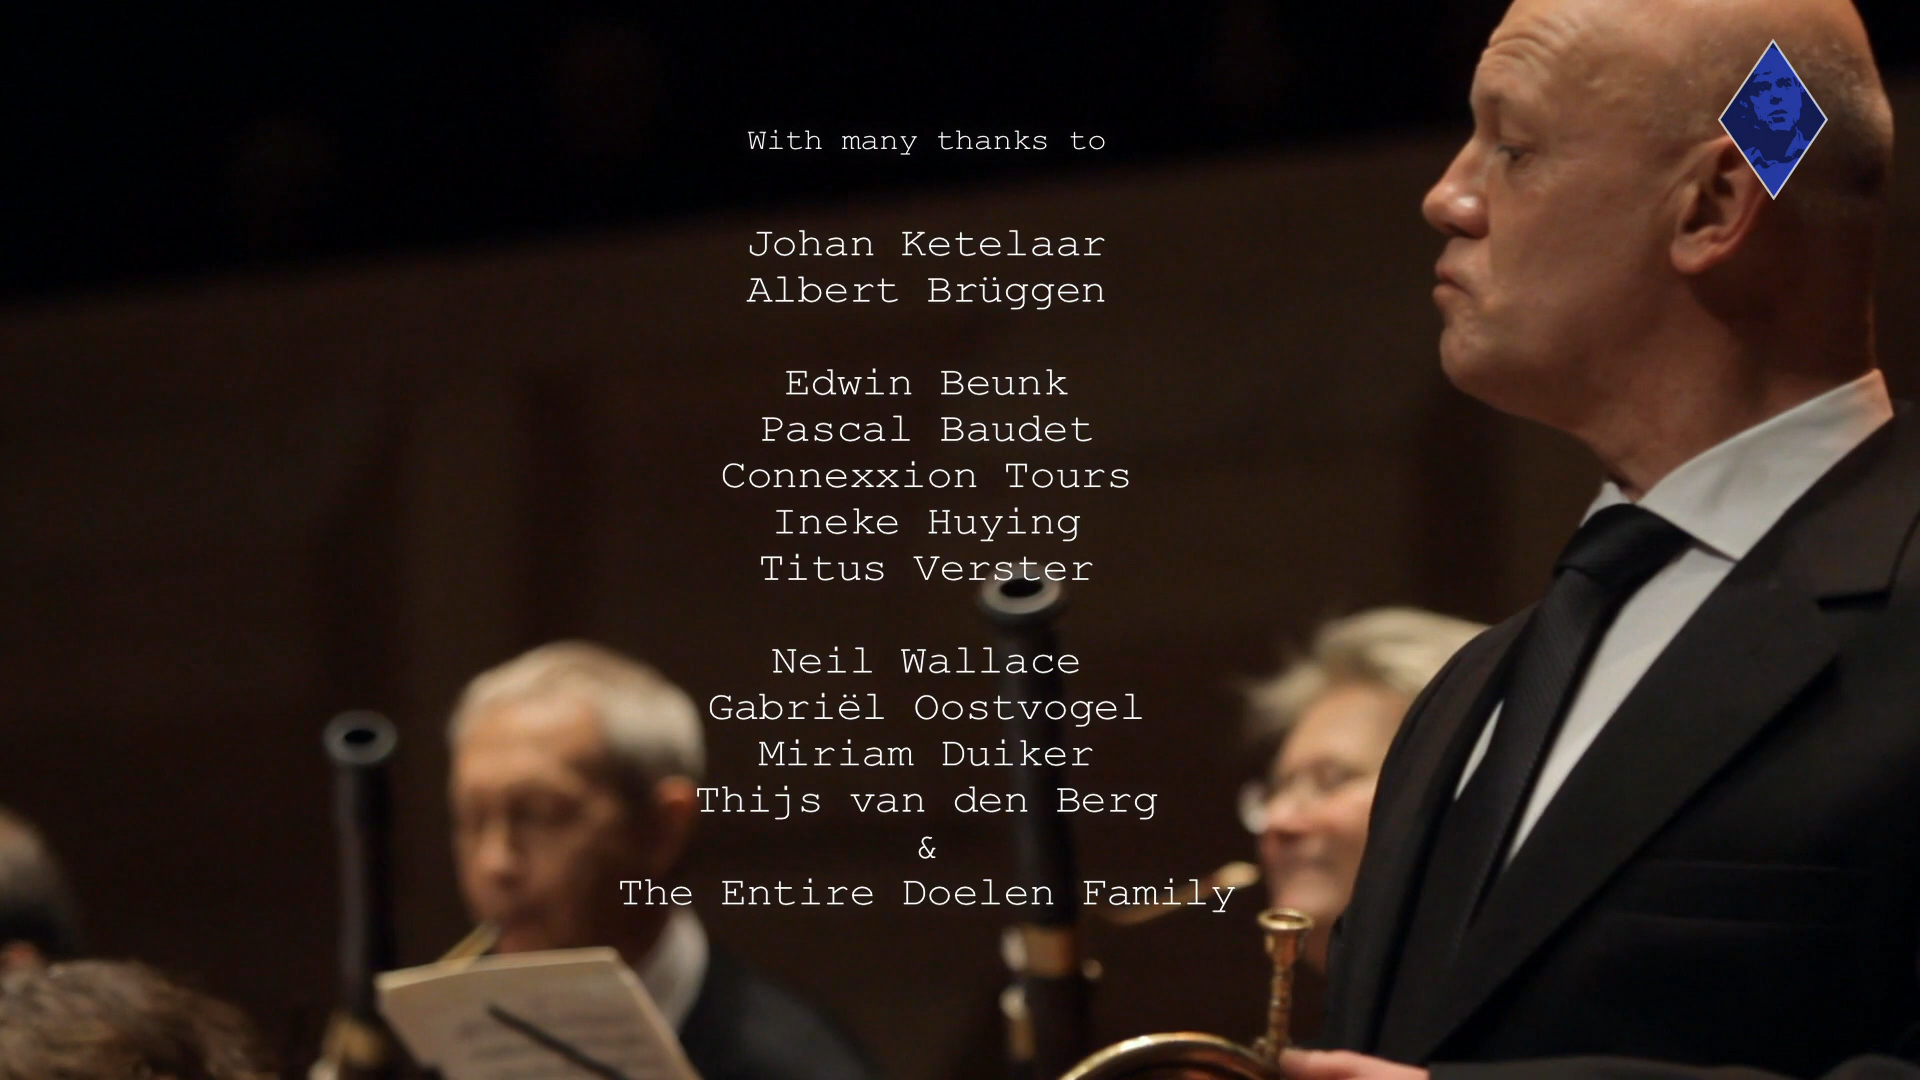 With many thanks to
Johan Ketelaar
Albert Brüggen
Edwin Beunk
Pascal Baudet
Connexxion Tours
Ineke Huying
Titus Verster
Neil Wallace
Gabriël Oostvogel
Miriam Duiker
Thijs van den Berg
&
The Entire Doelen Family